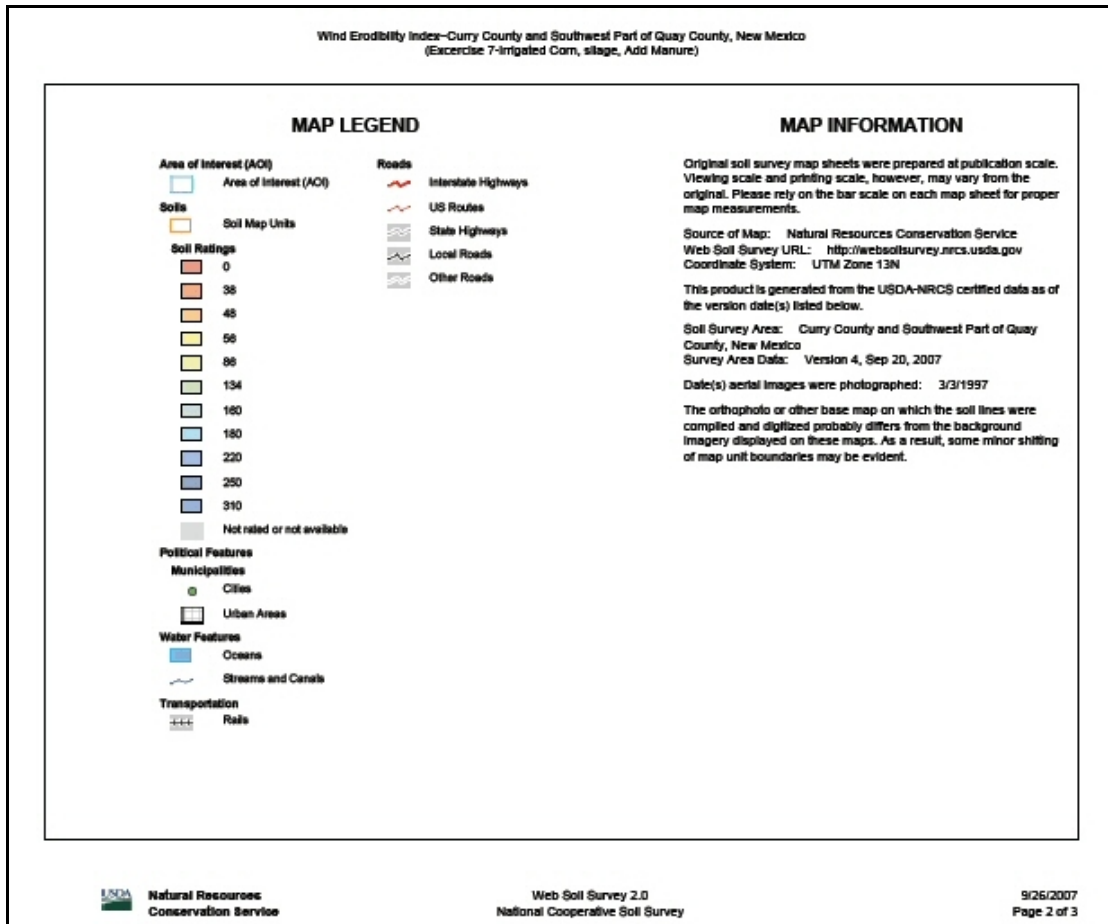 Wind Erodibility Index–Curry County and Southwest Part of Quay County, New Mexico
(Excercise 7-Irrigated Corn, silage, Add Manure)
MAP LEGEND
Area of Interest (AOI)
Area of Interest (AOI)
Soils
Soil Map Units
Soil Ratings
0
38
48
56
86
134
160
180
220
250
310
Not rated or not available
Political Features
Municipalities
Cities
Urban Areas
Water Features
Oceans
Streams and Canals
Transportation
Rails
Roads
Interstate Highways
US Routes
State Highways
Local Roads
Other Roads
MAP INFORMATION
Original soil survey map sheets were prepared at publication scale.
Viewing scale and printing scale, however, may vary from the
original. Please rely on the bar scale on each map sheet for proper
map measurements.
Source of Map: Natural Resources Conservation Service
Web Soil Survey URL: http://websoilsurvey.nrcs.usda.gov
Coordinate System: UTM Zone 13N
This product is generated from the USDA-NRCS certified data as of
the version date(s) listed below.
Soil Survey Area: Curry County and Southwest Part of Quay
County, New Mexico
Survey Area Data: Version 4, Sep 20, 2007
Date(s) aerial images were photographed: 3/3/1997
The orthophoto or other base map on which the soil lines were
compiled and digitized probably differs from the background
imagery displayed on these maps. As a result, some minor shifting
of map unit boundaries may be evident.
USDA
Natural Resources
Conservation Service
Web Soil Survey 2.0
National Cooperative Soil Survey
9/26/2007
Page 2 of 3